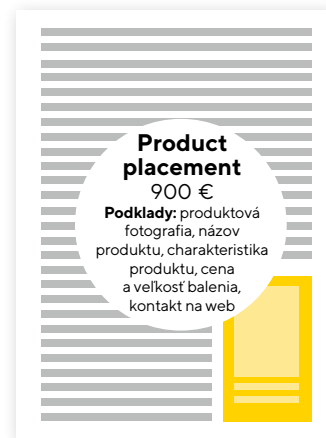 Product
placement
900 €
Podklady: produktová
fotografia, názov
produktu, charakteristika
produktu, cena
a veľkosť balenia,
kontakt na web